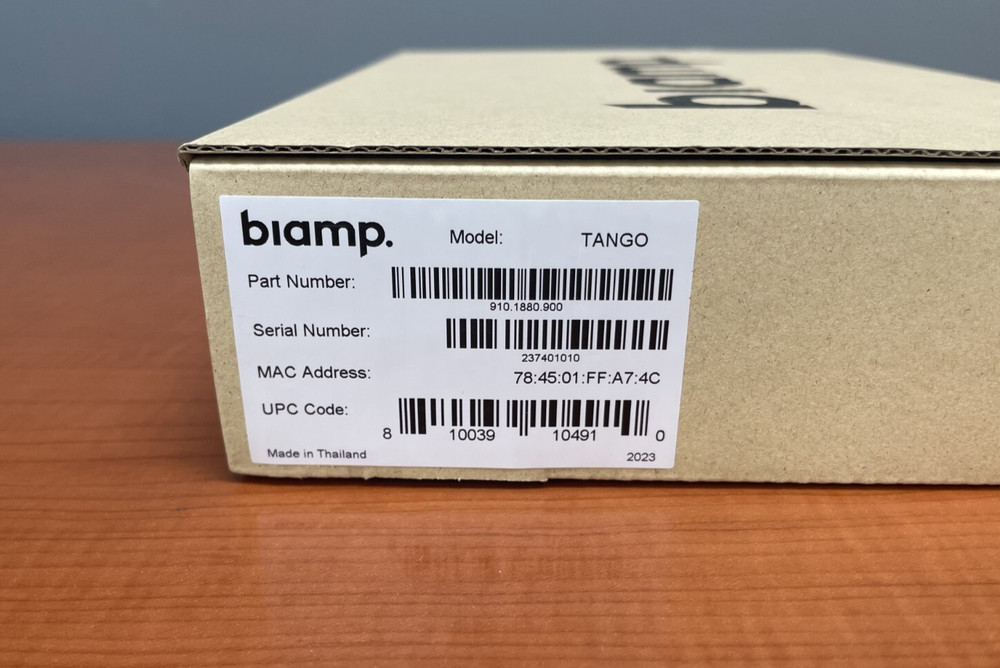 biamp
biamp.
Model: TANGO
Part Number:
910.1880.900
Serial Number:
237401010
MAC Address: 78:45:01:FF:A7:4C
UPC Code:
8 10039 10491 0
Made in Thailand 2023